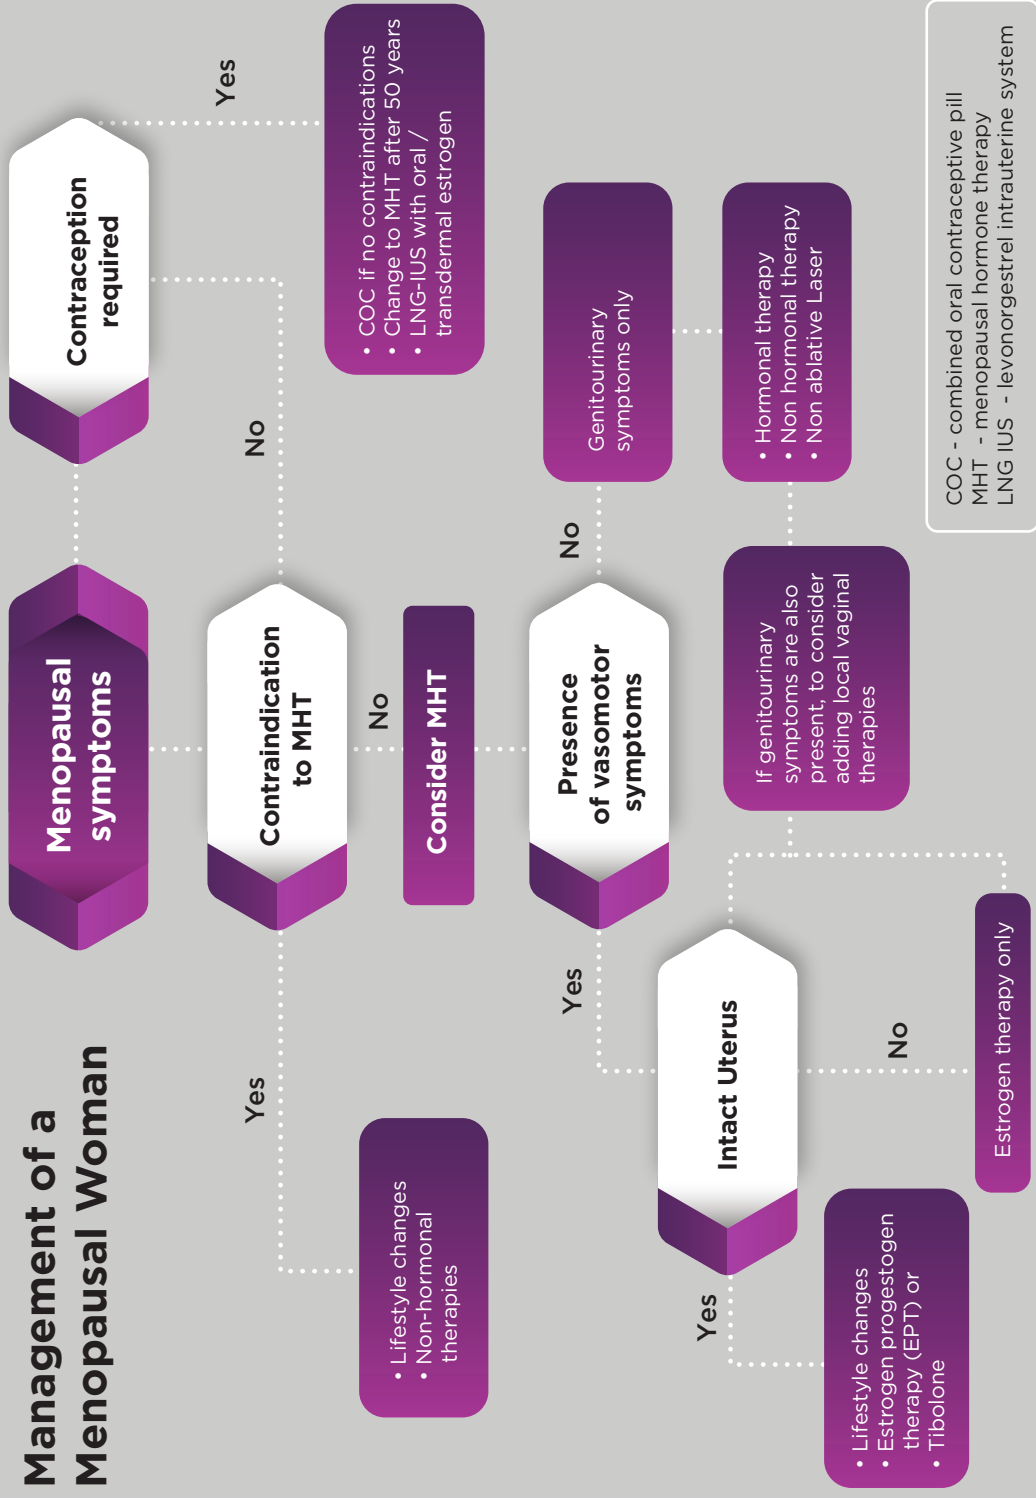 Management of a
Menopausal Woman
Menopausal
symptoms
Contraception
required
Yes
• COC if no contraindications
• Change to MHT after 50 years
• LNG-IUS with oral /
transdermal estrogen
No
Contraindication
to MHT
Yes
• Lifestyle changes
• Non-hormonal
therapies
No
Consider MHT
Presence
of vasomotor
symptoms
No
Genitourinary
symptoms only
• Hormonal therapy
• Non hormonal therapy
• Non ablative Laser
Yes
Intact Uterus
If genitourinary
symptoms are also
present, to consider
adding local vaginal
therapies
Yes
• Lifestyle changes
• Estrogen progestogen
therapy (EPT) or
• Tibolone
No
Estrogen therapy only
COC - combined oral contraceptive pill
MHT - menopausal hormone therapy
LNG IUS - levonorgestrel intrauterine system